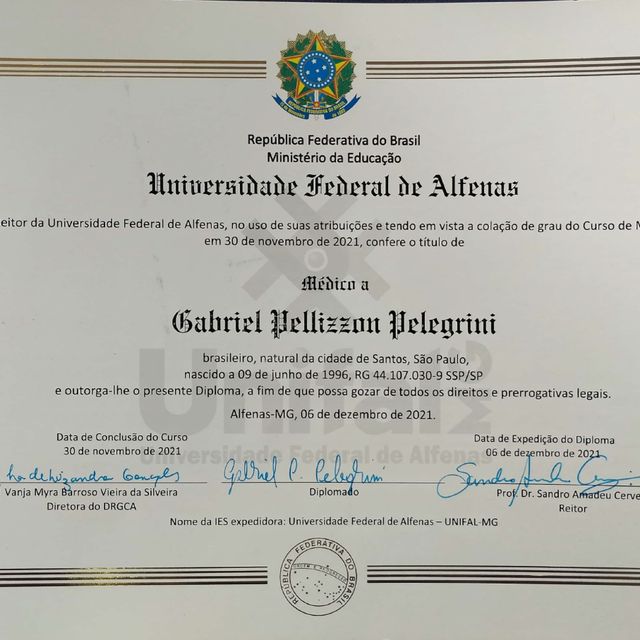 República Federativa do Brasil
Ministério da Educação
Universidade Federal de Alfenas
eitor da Universidade Federal de Alfenas, no uso de suas atribuições e tendo em vista a colação de grau do Curso de M
em 30 de novembro de 2021, confere o título de
Médico a
Gabriel Pellizzon Pelegrini
brasileiro, natural da cidade de Santos, São Paulo,
nascido a 09 de junho de 1996, RG 44.107.030-9 SSP/SP
e outorga-lhe o presente Diploma, a fim de que possa gozar de todos os direitos e prerrogativas legais.
Alfenas-MG, 06 de dezembro de 2021.
Unifal
Universidade Federal de Alfenas
Data de Conclusão do Curso
30 de novembro de 2021
Data de Expedição do Diploma
06 de dezembro de 2021
Gabriel P. Pelegrini
Vanja Myra Barroso Vieira da Silveira
Diretora do DRGCA
Diplomado
Prof. Dr. Sandro Amadeu Cerve
Reitor
Nome da IES expedidora: Universidade Federal de Alfenas – UNIFAL-MG
REPÚBLICA FEDERATIVA DO BRASIL